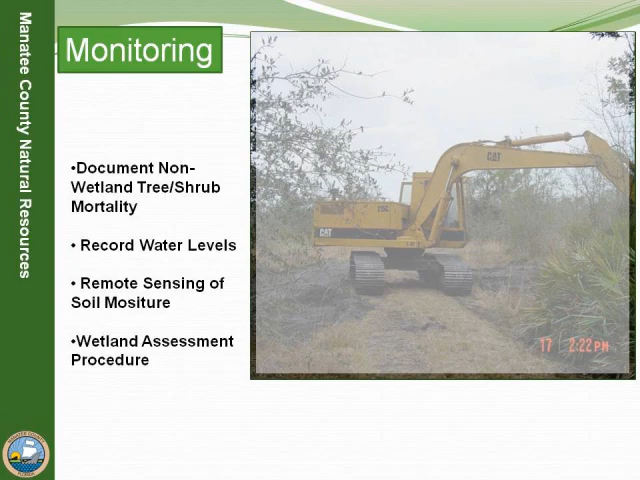 Manatee County Natural Resources
Monitoring
•Document Non-
Wetland Tree/Shrub
Mortality
• Record Water Levels
• Remote Sensing of
Soil Mositure
•Wetland Assessment
Procedure
CAT
CAT
17 2:22PM